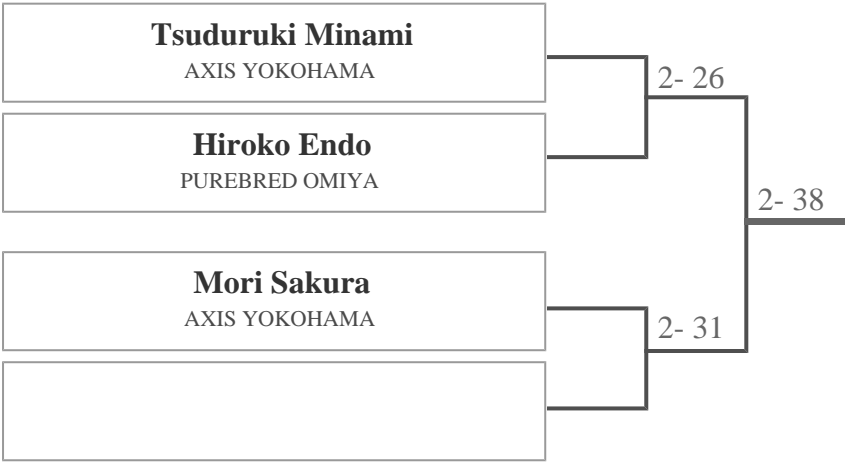 Tsuduruki Minami
AXIS YOKOHAMA
2- 26
Hiroko Endo
PUREBRED OMIYA
2- 38
Mori Sakura
AXIS YOKOHAMA
2- 31